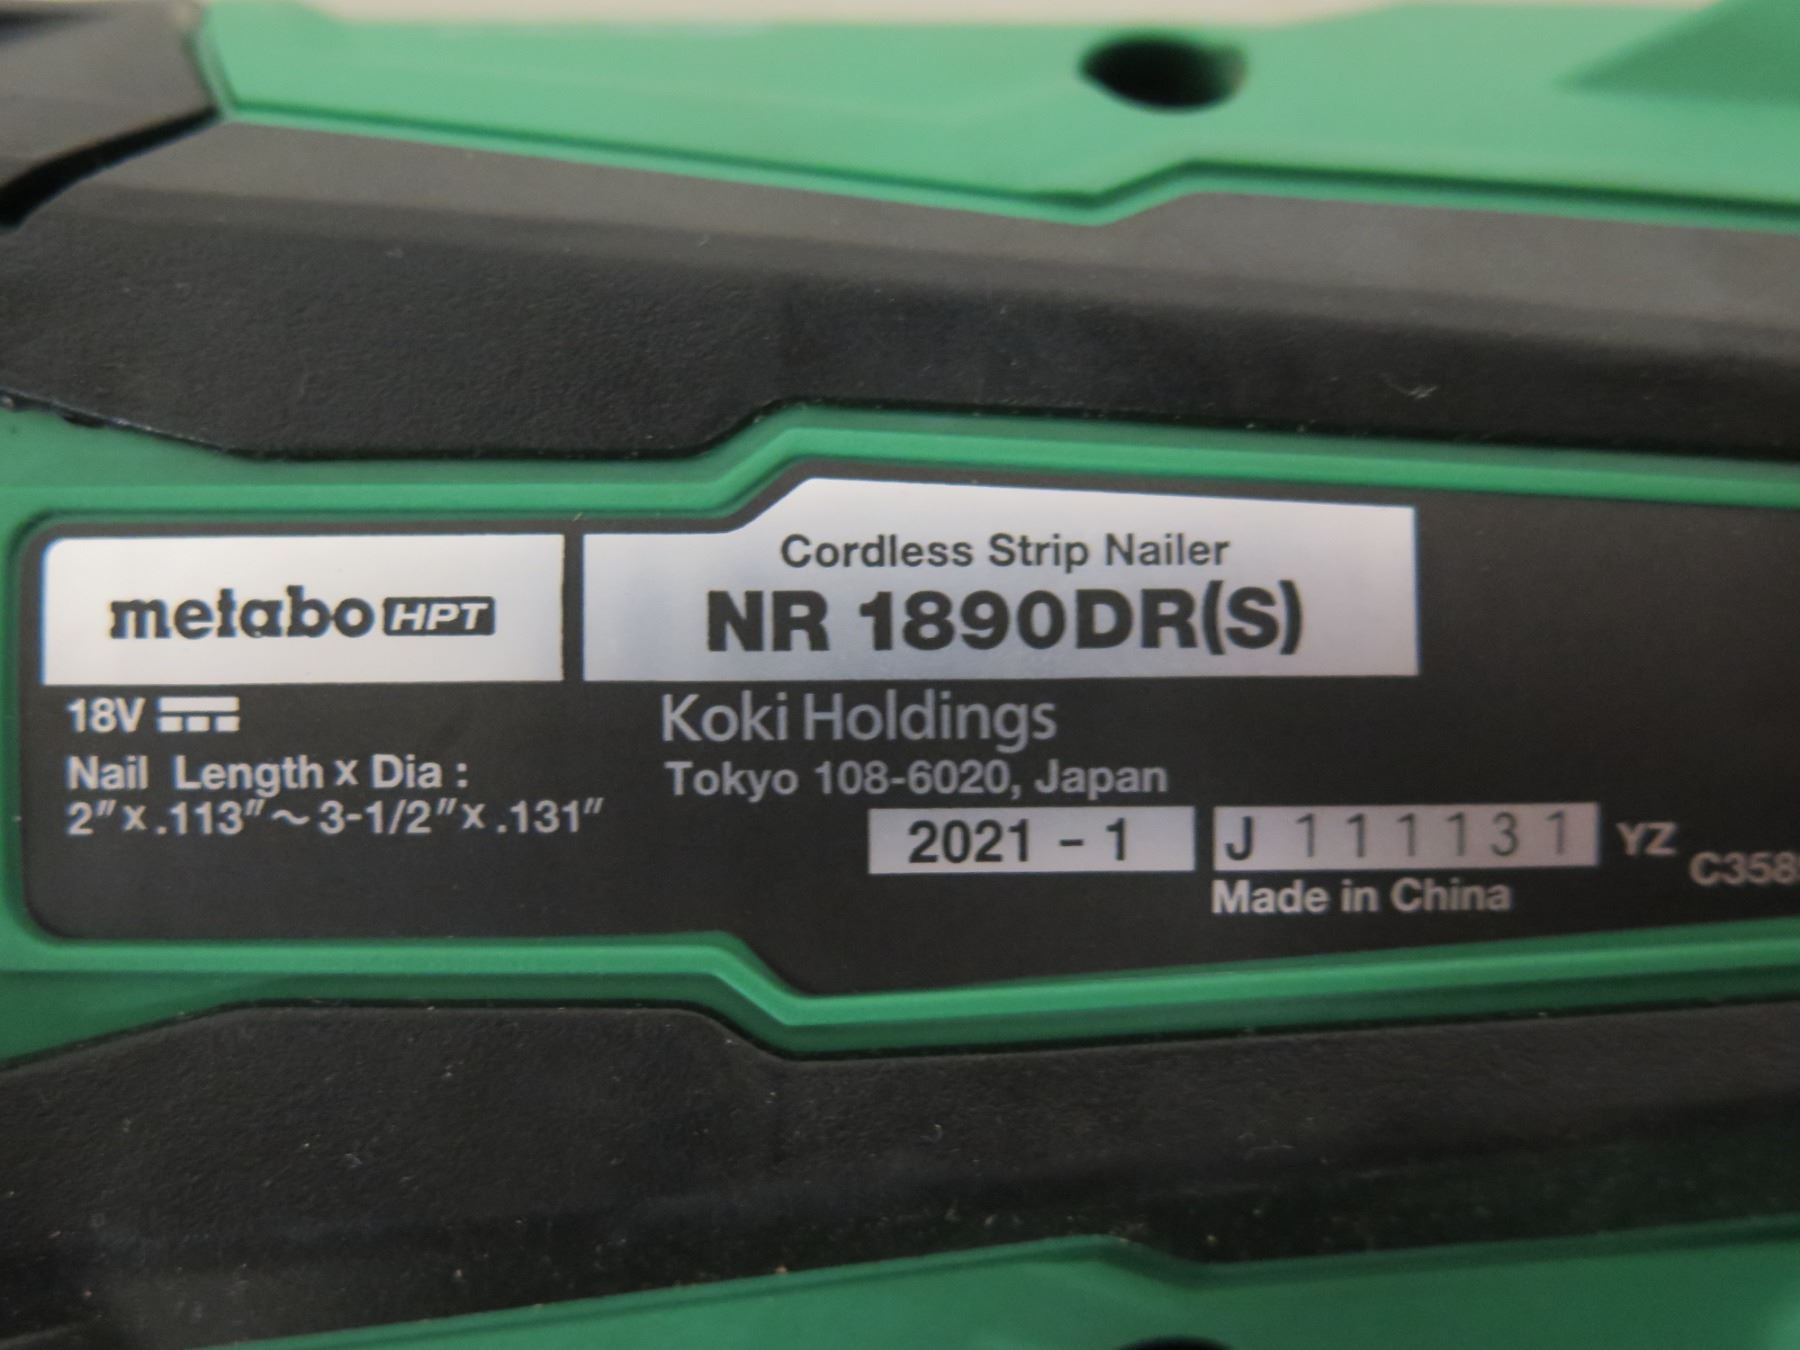 metabo HPT
Cordless Strip Nailer
NR 1890DR(S)
18V
Nail Length x Dia :
2" x .113" ~ 3-1/2" x .131"
Koki Holdings
Tokyo 108-6020, Japan
2021 - 1
J 111131 YZ
Made in China